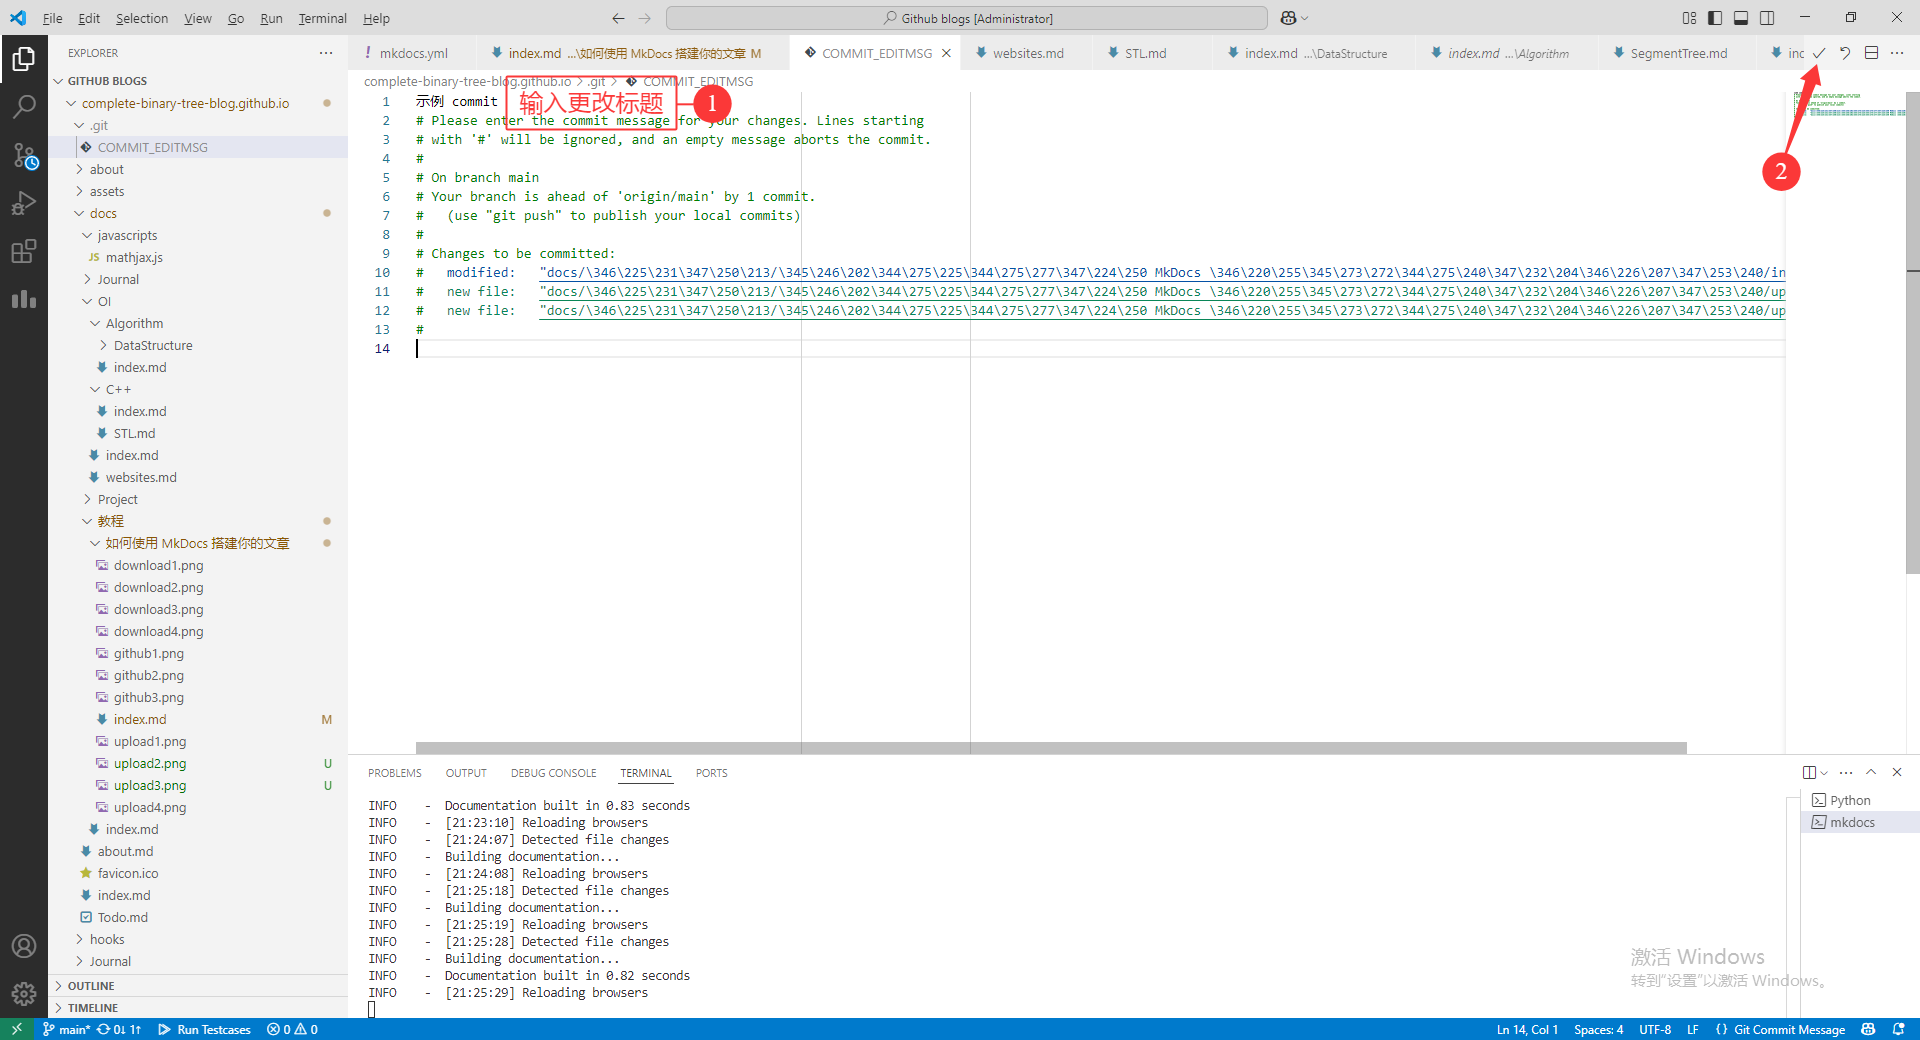 File Edit Selection View Go Run Terminal Help
Github blogs [Administrator]
EXPLORER
mkdocs.yml
index.md ...\如何使用 MkDocs 搭建你的文章 M
COMMIT_EDITMSG
websites.md
STL.md
index.md ...\DataStructure
index.md ...\Algorithm
SegmentTree.md
GITHUB BLOGS
complete-binary-tree-blog.github.io
.git
COMMIT_EDITMSG
about
assets
docs
javascripts
JS mathjax.js
Journal
OI
Algorithm
DataStructure
index.md
C++
index.md
STL.md
index.md
websites.md
Project
教程
如何使用 MkDocs 搭建你的文章
download1.png
download2.png
download3.png
download4.png
github1.png
github2.png
github3.png
index.md M
upload1.png
upload2.png U
upload3.png U
upload4.png
index.md
about.md
favicon.ico
index.md
Todo.md
hooks
Journal
OUTLINE
TIMELINE
complete-binary-tree-blog.github.io > .git > COMMIT_EDITMSG
1 示例 commit
输入更改标题 1
2
2 # Please enter the commit message for your changes. Lines starting
3 # with '#' will be ignored, and an empty message aborts the commit.
4 #
5 # On branch main
6 # Your branch is ahead of 'origin/main' by 1 commit.
7 #   (use "git push" to publish your local commits)
8 #
9 # Changes to be committed:
10 #   modified:   "docs/\346\225\231\347\250\213/\345\246\202\344\275\225\344\275\277\347\224\250 MkDocs \346\220\255\345\273\272\344\275\240\347\232\204\346\226\207\347\253\240/in
11 #   new file:   "docs/\346\225\231\347\250\213/\345\246\202\344\275\225\344\275\277\347\224\250 MkDocs \346\220\255\345\273\272\344\275\240\347\232\204\346\226\207\347\253\240/up
12 #   new file:   "docs/\346\225\231\347\250\213/\345\246\202\344\275\225\344\275\277\347\224\250 MkDocs \346\220\255\345\273\272\344\275\240\347\232\204\346\226\207\347\253\240/up
13 #
14
PROBLEMS OUTPUT DEBUG CONSOLE TERMINAL PORTS
INFO    -  Documentation built in 0.83 seconds
INFO    -  [21:23:10] Reloading browsers
INFO    -  [21:24:07] Detected file changes
INFO    -  Building documentation...
INFO    -  [21:24:08] Reloading browsers
INFO    -  [21:25:18] Detected file changes
INFO    -  Building documentation...
INFO    -  [21:25:19] Reloading browsers
INFO    -  [21:25:28] Detected file changes
INFO    -  Building documentation...
INFO    -  Documentation built in 0.82 seconds
INFO    -  [21:25:29] Reloading browsers
Python
mkdocs
激活 Windows
转到"设置"以激活 Windows。
main* 0↓ 1↑ Run Testcases 0 0
Ln 14, Col 1 Spaces: 4 UTF-8 LF {} Git Commit Message